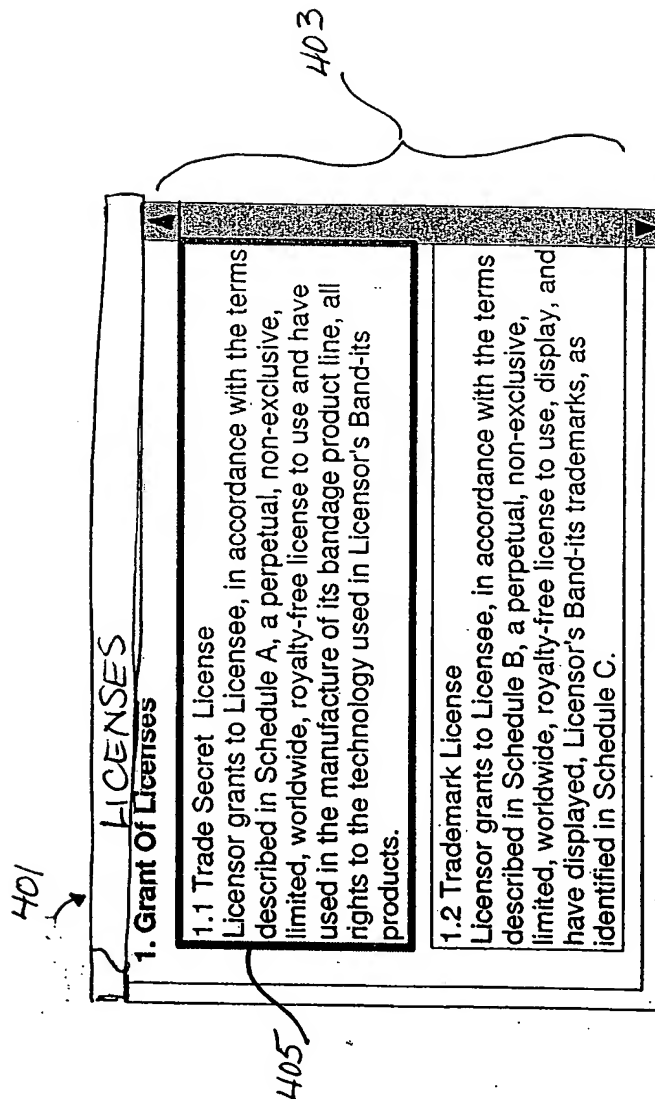 401
LICENSES
1. Grant Of Licenses
1.1 Trade Secret License
Licensor grants to Licensee, in accordance with the terms
described in Schedule A, a perpetual, non-exclusive,
limited, worldwide, royalty-free license to use and have
used in the manufacture of its bandage product line, all
rights to the technology used in Licensor's Band-its
products.
1.2 Trademark License
Licensor grants to Licensee, in accordance with the terms
described in Schedule B, a perpetual, non-exclusive,
limited, worldwide, royalty-free license to use, display, and
have displayed, Licensor's Band-its trademarks, as
identified in Schedule C.
403
405